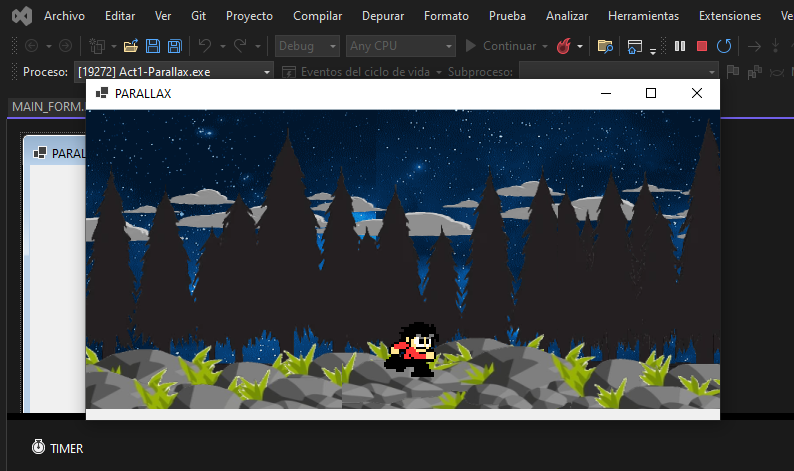 Archivo Editar Ver Git Proyecto Compilar Depurar Formato Prueba Analizar Herramientas Extensiones Ve
Debug Any CPU Continuar
Proceso: [19272] Act1-Parallax.exe Eventos del ciclo de vida Subproceso:
MAIN_FORM.
PARALLAX
PARAL
TIMER